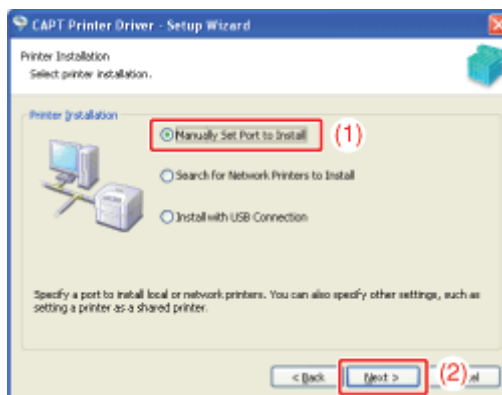 CAPT Printer Driver - Setup Wizard
Printer Installation
Select printer installation.
Printer Installation
Manually Set Port to Install
(1)
Search for Network Printers to Install
Install with USB Connection
Specify a port to install local or network printers. You can also specify other settings, such as
setting a printer as a shared printer.
< Back
Next >
(2)
el